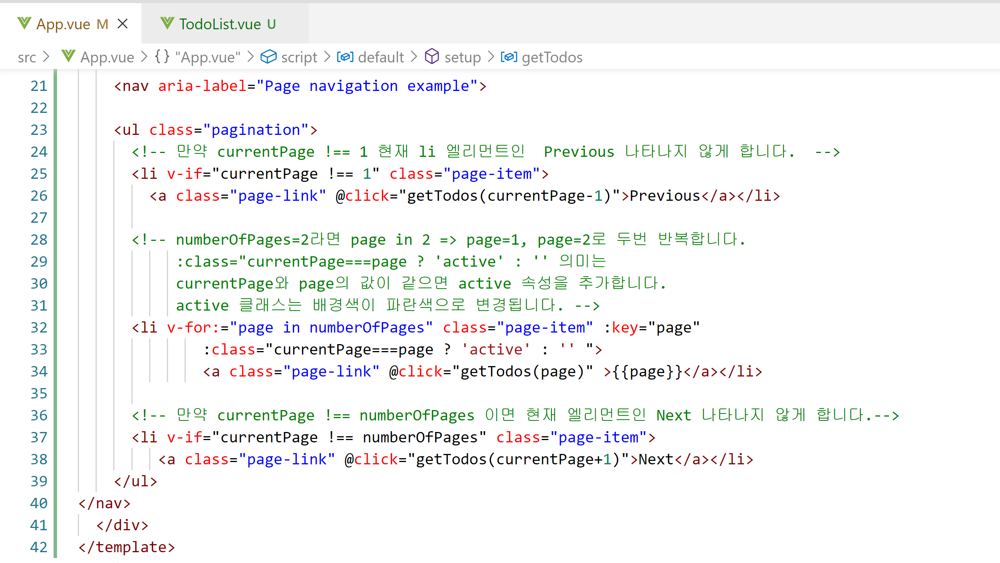 App.vue M
TodoList.vue U
src > App.vue > {} "App.vue" > script > default > setup > getTodos
21 <nav aria-label="Page navigation example">
22
23 <ul class="pagination">
24 <!-- 만약 currentPage !== 1 현재 li 엘리먼트인  Previous 나타나지 않게 합니다.  -->
25 <li v-if="currentPage !== 1" class="page-item">
26 <a class="page-link" @click="getTodos(currentPage-1)">Previous</a></li>
27
28 <!-- numberOfPages=2라면 page in 2 => page=1, page=2로 두번 반복합니다.
29 :class="currentPage===page ? 'active' : '' 의미는
30 currentPage와 page의 값이 같으면 active 속성을 추가합니다.
31 active 클래스는 배경색이 파란색으로 변경됩니다. -->
32 <li v-for:="page in numberOfPages" class="page-item" :key="page"
33 :class="currentPage===page ? 'active' : '' ">
34 <a class="page-link" @click="getTodos(page)" >{{page}}</a></li>
35
36 <!-- 만약 currentPage !== numberOfPages 이면 현재 엘리먼트인 Next 나타나지 않게 합니다.-->
37 <li v-if="currentPage !== numberOfPages" class="page-item">
38 <a class="page-link" @click="getTodos(currentPage+1)">Next</a></li>
39 </ul>
40 </nav>
41 </div>
42 </template>